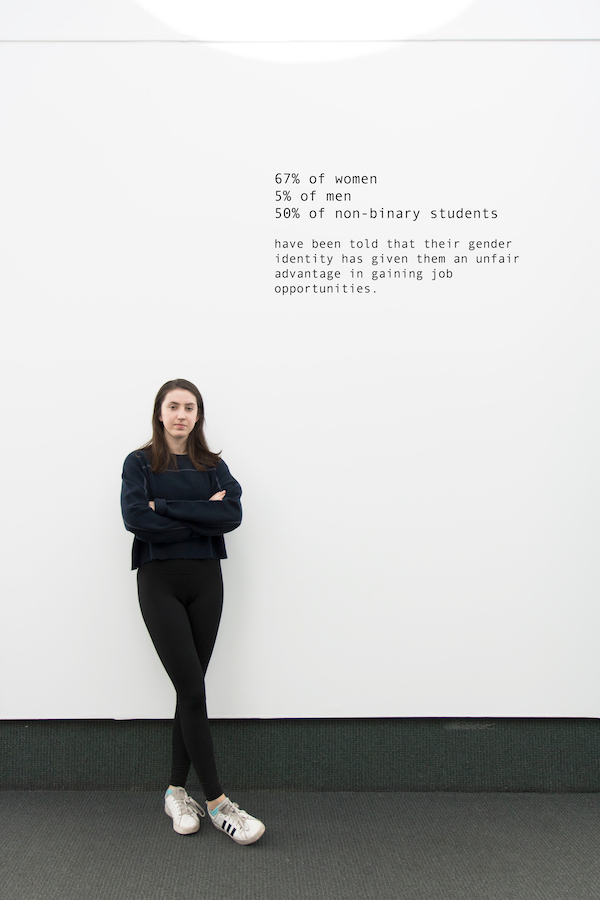 67% of women
5% of men
50% of non-binary students
have been told that their gender
identity has given them an unfair
advantage in gaining job
opportunities.